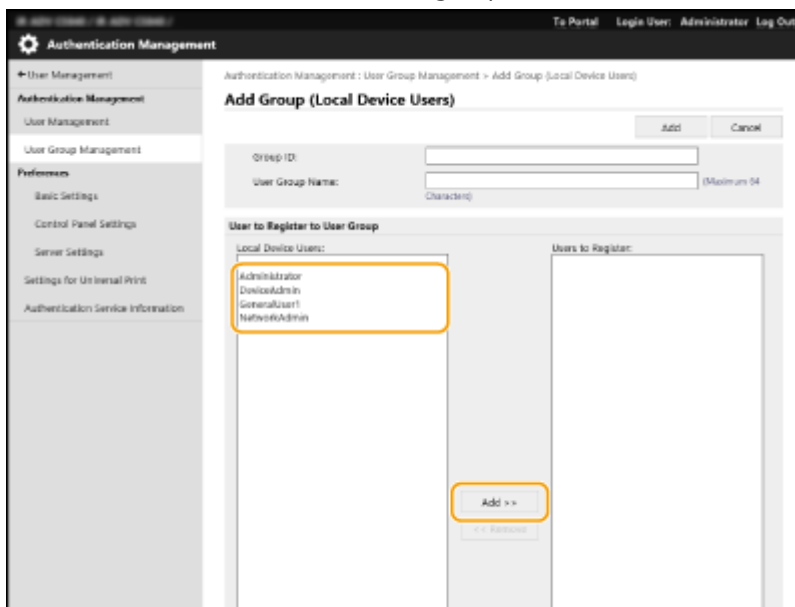 To Portal Login User: Administrator Log Out
Authentication Management
User Management
Authentication Management
User Management
User Group Management
Preferences
Basic Settings
Control Panel Settings
Server Settings
Settings for Universal Print
Authentication Service Information
Authentication Management : User Group Management > Add Group (Local Device Users)
Add Group (Local Device Users)
Add Cancel
Group ID:
User Group Name: (Maximum 64
Characters)
User to Register to User Group
Local Device Users: Users to Register:
Administrator
DeviceAdmin
GeneralUser1
NetworkAdmin
Add >>
<< Remove